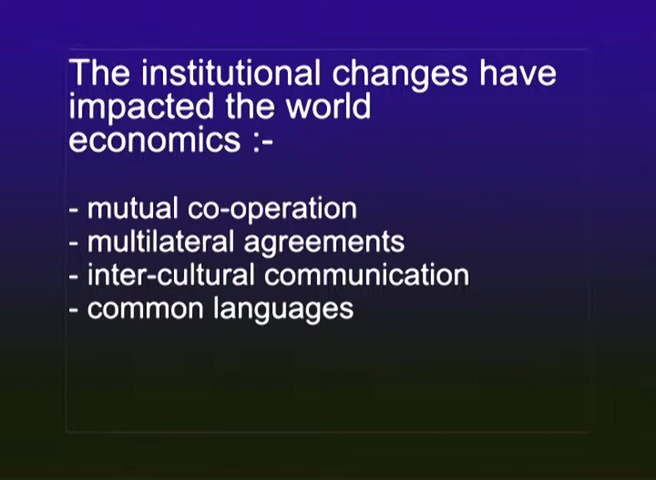 The institutional changes have
impacted the world
economics :-
- mutual co-operation
- multilateral agreements
- inter-cultural communication
- common languages